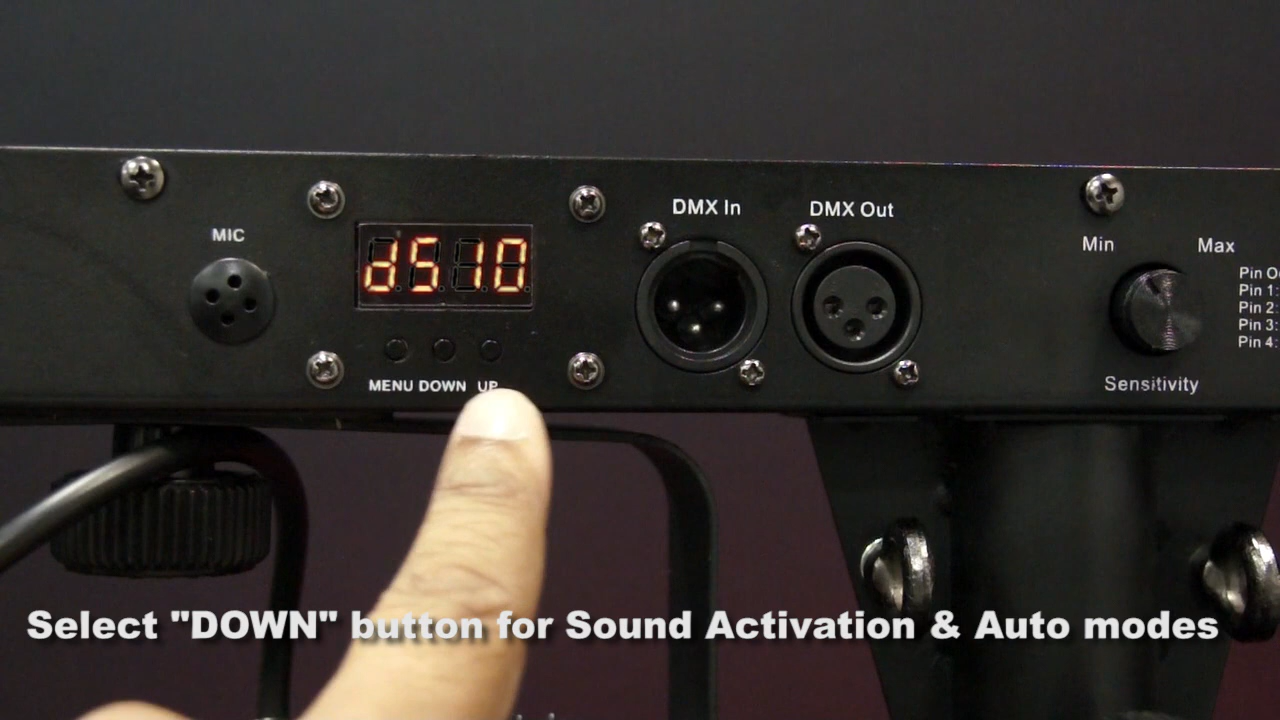 DMX In
DMX Out
MIC
Min
Max
d510
Pin
Pin 1:
Pin 2:
Pin 3:
Pin 4:
MENU DOWN UP
Sensitivity
Select "DOWN" button for Sound Activation & Auto modes